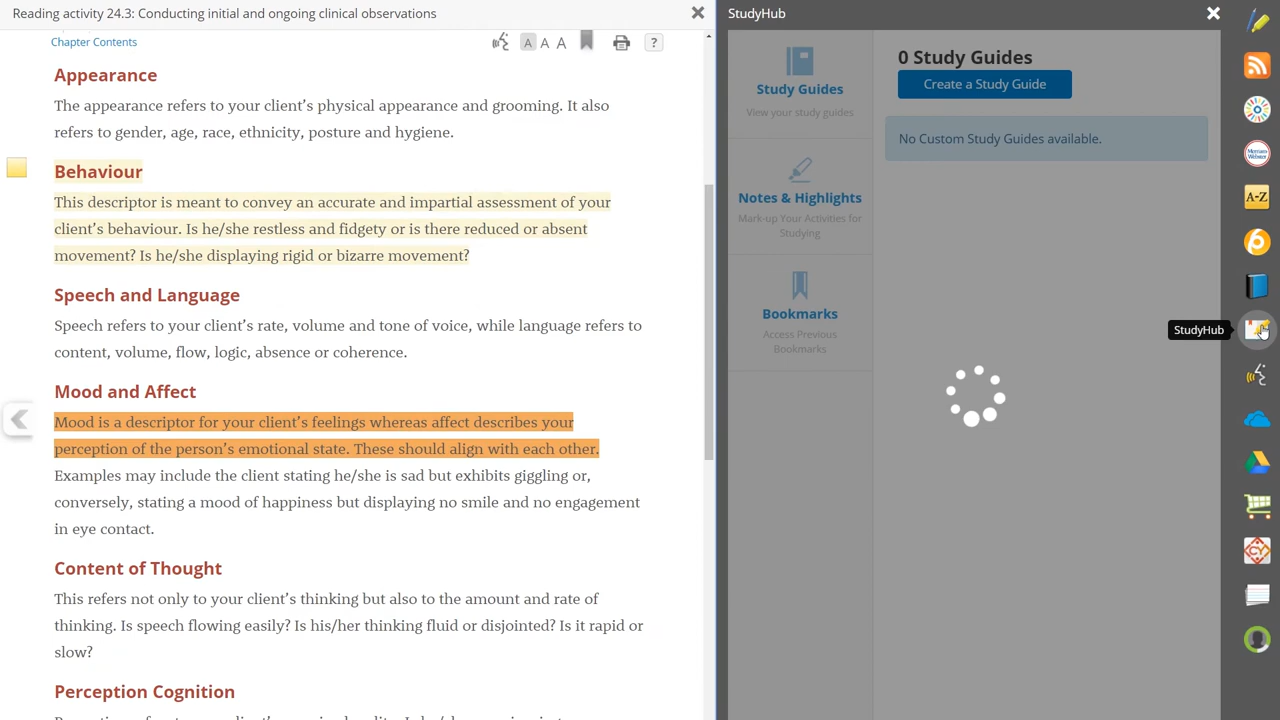 Reading activity 24.3: Conducting initial and ongoing clinical observations
Chapter Contents
A A A
?
Appearance
The appearance refers to your client’s physical appearance and grooming. It also
refers to gender, age, race, ethnicity, posture and hygiene.
Behaviour
This descriptor is meant to convey an accurate and impartial assessment of your
client’s behaviour. Is he/she restless and fidgety or is there reduced or absent
movement? Is he/she displaying rigid or bizarre movement?
Speech and Language
Speech refers to your client’s rate, volume and tone of voice, while language refers to
content, volume, flow, logic, absence or coherence.
Mood and Affect
Mood is a descriptor for your client’s feelings whereas affect describes your
perception of the person’s emotional state. These should align with each other.
Examples may include the client stating he/she is sad but exhibits giggling or,
conversely, stating a mood of happiness but displaying no smile and no engagement
in eye contact.
Content of Thought
This refers not only to your client’s thinking but also to the amount and rate of
thinking. Is speech flowing easily? Is his/her thinking fluid or disjointed? Is it rapid or
slow?
Perception Cognition
StudyHub
Study Guides
View your study guides
Notes & Highlights
Mark-up Your Activities for
Studying
Bookmarks
Access Previous
Bookmarks
0 Study Guides
Create a Study Guide
No Custom Study Guides available.
Merriam
Webster
A-Z
StudyHub
CY